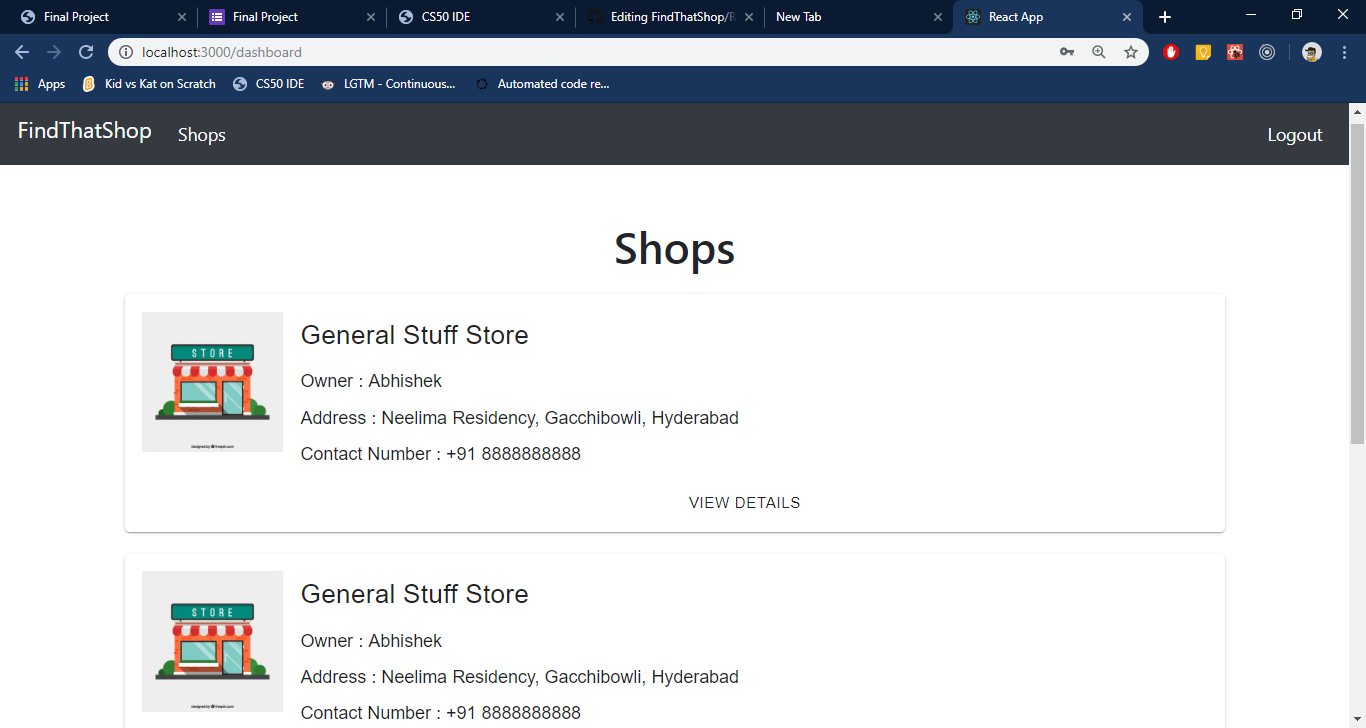 Final Project
Final Project
CS50 IDE
Editing FindThatShop/R
New Tab
React App
localhost:3000/dashboard
Apps
Kid vs Kat on Scratch
CS50 IDE
LGTM - Continuous...
Automated code re...
FindThatShop
Shops
Logout
Shops
STORE
designed by freepik.com
General Stuff Store
Owner : Abhishek
Address : Neelima Residency, Gacchibowli, Hyderabad
Contact Number : +91 8888888888
VIEW DETAILS
STORE
designed by freepik.com
General Stuff Store
Owner : Abhishek
Address : Neelima Residency, Gacchibowli, Hyderabad
Contact Number : +91 8888888888